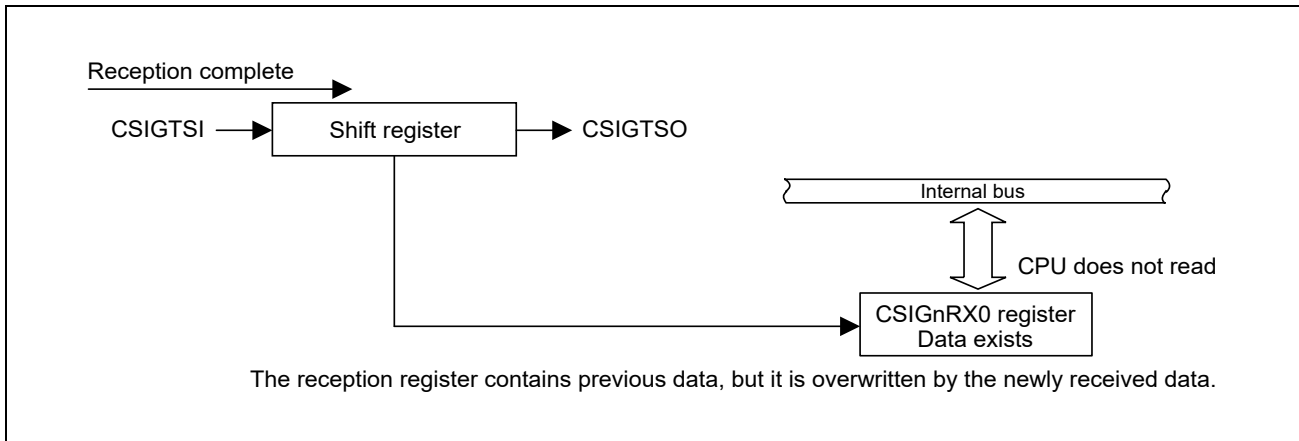 Reception complete
CSIGTSI
Shift register
CSIGTSO
Internal bus
CPU does not read
CSIGnRX0 register
Data exists
The reception register contains previous data, but it is overwritten by the newly received data.